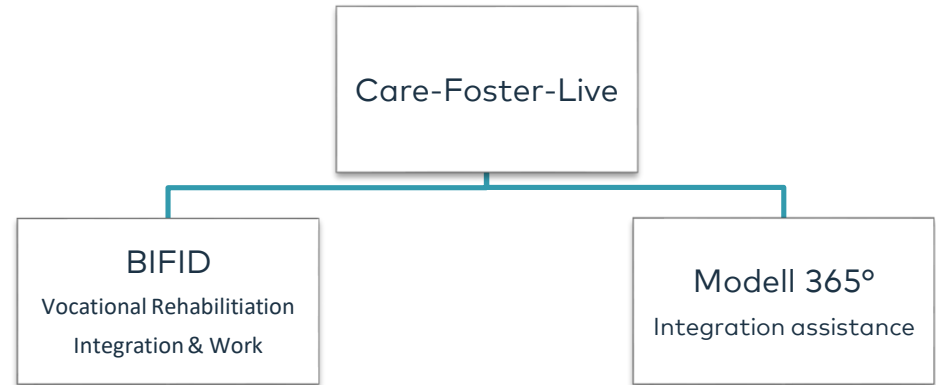 Care-Foster-Live
BIFID
Vocational Rehabilitiation
Integration & Work
Modell 365°
Integration assistance